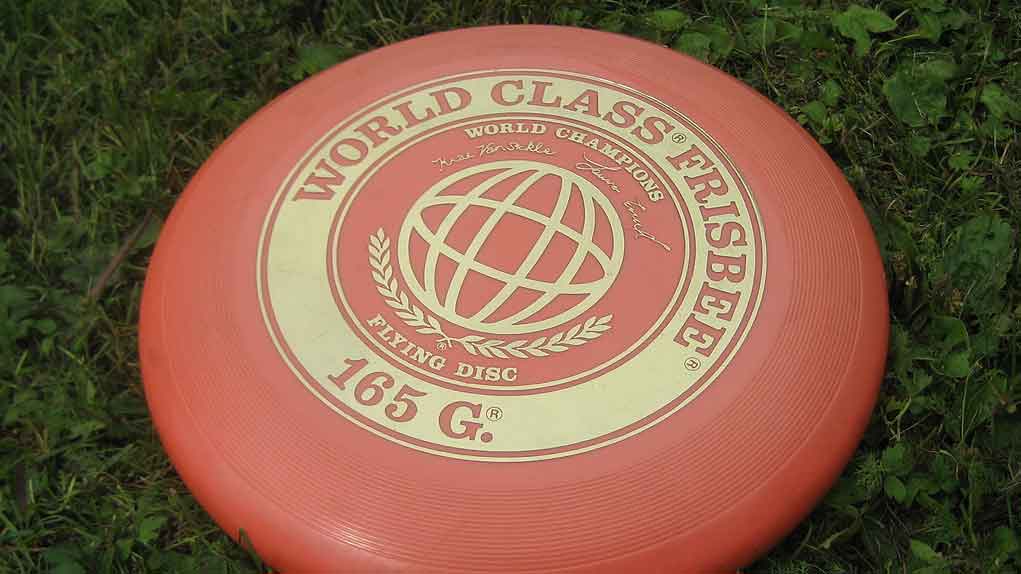 WORLD CLASS® FRISBEE®
WORLD CHAMPIONS
FLYING DISC
®
165 G.®